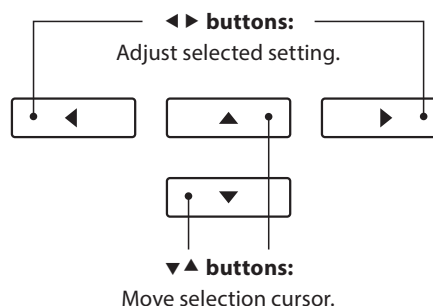 ◀ ▶ buttons:
Adjust selected setting.
▼▲ buttons:
Move selection cursor.